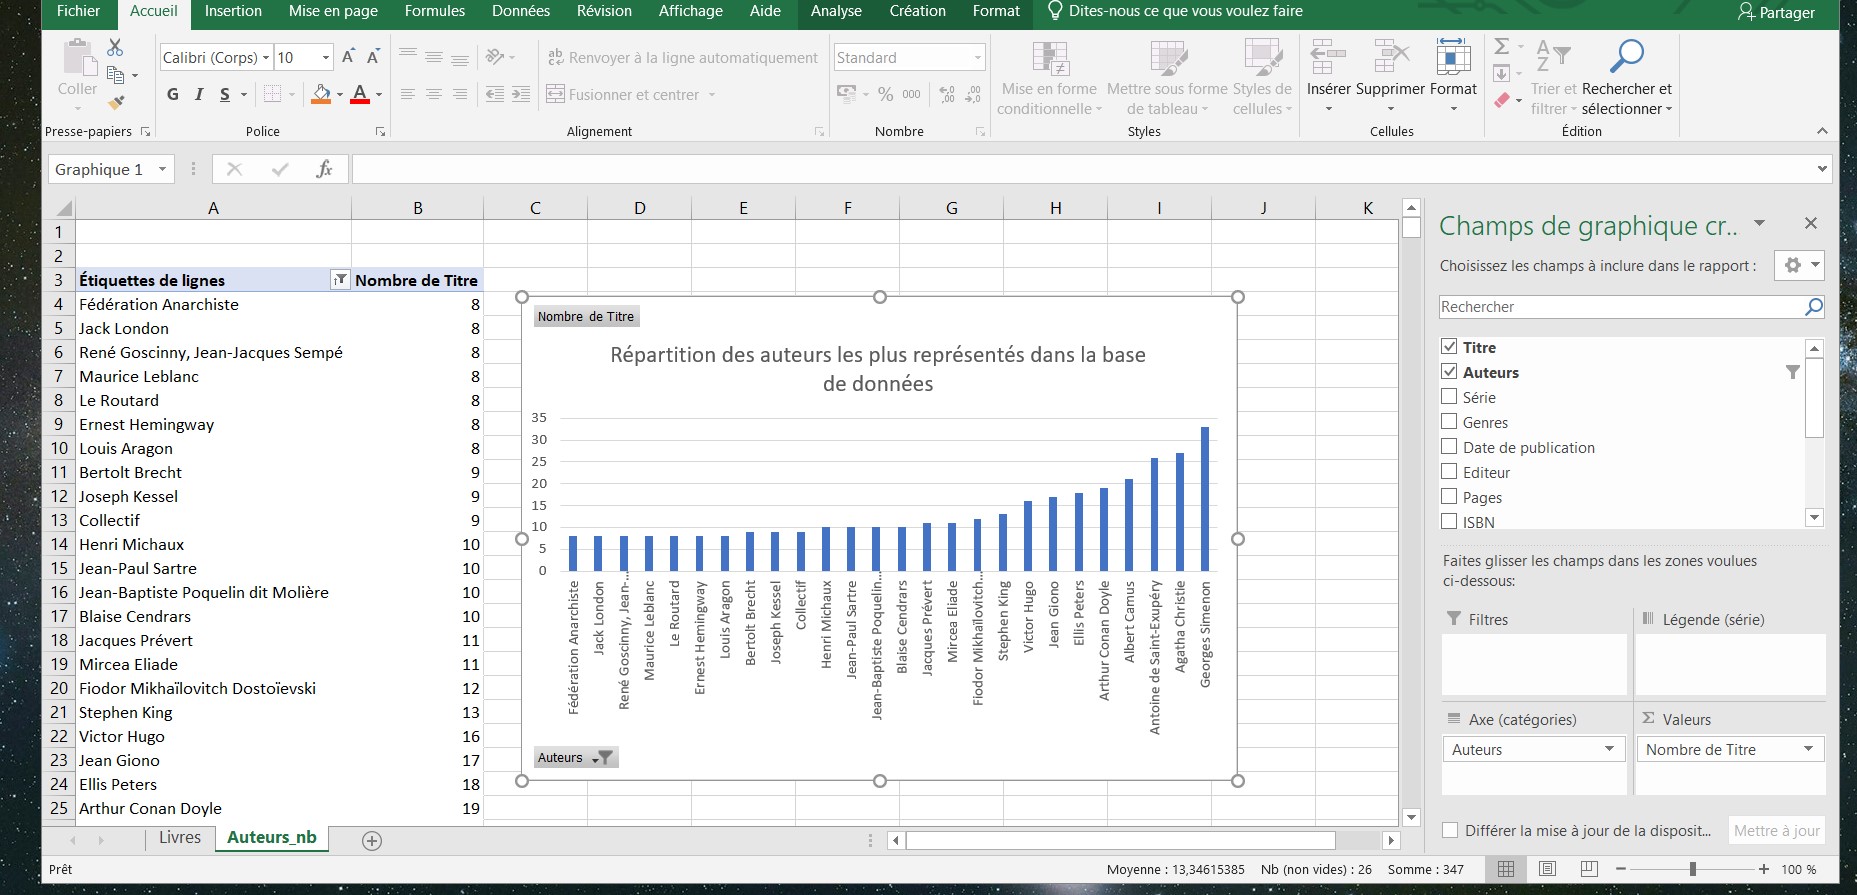 Fichier Accueil Insertion Mise en page Formules Données Révision Affichage Aide Analyse Création Format Dites-nous ce que vous voulez faire Partager
Coller
Calibri (Corps) 10 A A
G I S A
Renvoyer à la ligne automatiquement
Fusionner et centrer
Standard
% 000
Mise en forme conditionnelle
Mettre sous forme de tableau
Styles de cellules
Insérer Supprimer Format
Trier et filtrer
Rechercher et sélectionner
Presse-papiers Police Alignement Nombre Styles Cellules Édition
Graphique 1 fx
A B C D E F G H I J K
1
2
3 Étiquettes de lignes Nombre de Titre
4 Fédération Anarchiste 8
5 Jack London 8
6 René Goscinny, Jean-Jacques Sempé 8
7 Maurice Leblanc 8
8 Le Routard 8
9 Ernest Hemingway 8
10 Louis Aragon 8
11 Bertolt Brecht 9
12 Joseph Kessel 9
13 Collectif 9
14 Henri Michaux 10
15 Jean-Paul Sartre 10
16 Jean-Baptiste Poquelin dit Molière 10
17 Blaise Cendrars 10
18 Jacques Prévert 11
19 Mircea Eliade 11
20 Fiodor Mikhaïlovitch Dostoïevski 12
21 Stephen King 13
22 Victor Hugo 16
23 Jean Giono 17
24 Ellis Peters 18
25 Arthur Conan Doyle 19
Nombre de Titre
Répartition des auteurs les plus représentés dans la base
de données
35
30
25
20
15
10
5
0
Fédération Anarchiste
Jack London
René Goscinny, Jean-...
Maurice Leblanc
Le Routard
Ernest Hemingway
Louis Aragon
Bertolt Brecht
Joseph Kessel
Collectif
Henri Michaux
Jean-Paul Sartre
Jean-Baptiste Poquelin...
Blaise Cendrars
Jacques Prévert
Mircea Eliade
Fiodor Mikhaïlovitch...
Stephen King
Victor Hugo
Jean Giono
Ellis Peters
Arthur Conan Doyle
Albert Camus
Antoine de Saint-Exupéry
Agatha Christie
Georges Simenon
Auteurs
Champs de graphique cr..
Choisissez les champs à inclure dans le rapport :
Rechercher
Titre
Auteurs
Série
Genres
Date de publication
Editeur
Pages
ISBN
Faites glisser les champs dans les zones voulues
ci-dessous:
Filtres
Légende (série)
Axe (catégories)
Σ Valeurs
Auteurs
Nombre de Titre
Différer la mise à jour de la disposit...
Mettre à jour
Livres Auteurs_nb
Prêt
Moyenne : 13,34615385 Nb (non vides) : 26 Somme : 347
100 %